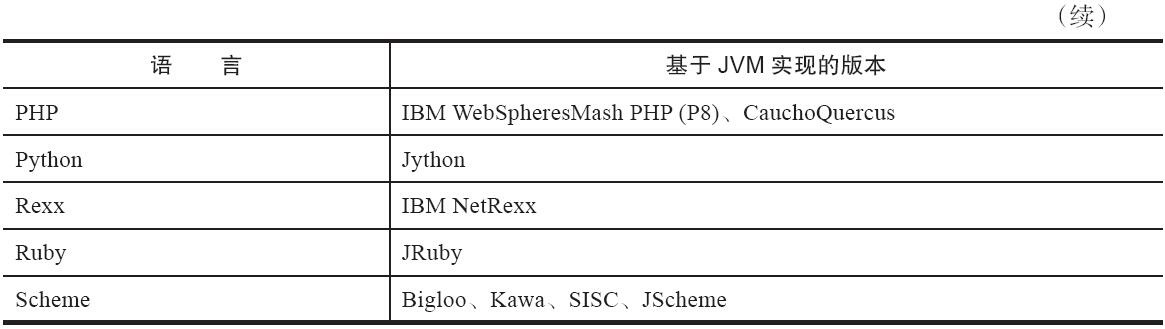 （续）
语 言 基于 JVM 实现的版本
PHP IBM WebSpheresMash PHP (P8)、CauchoQuercus
Python Jython
Rexx IBM NetRexx
Ruby JRuby
Scheme Bigloo、Kawa、SISC、JScheme